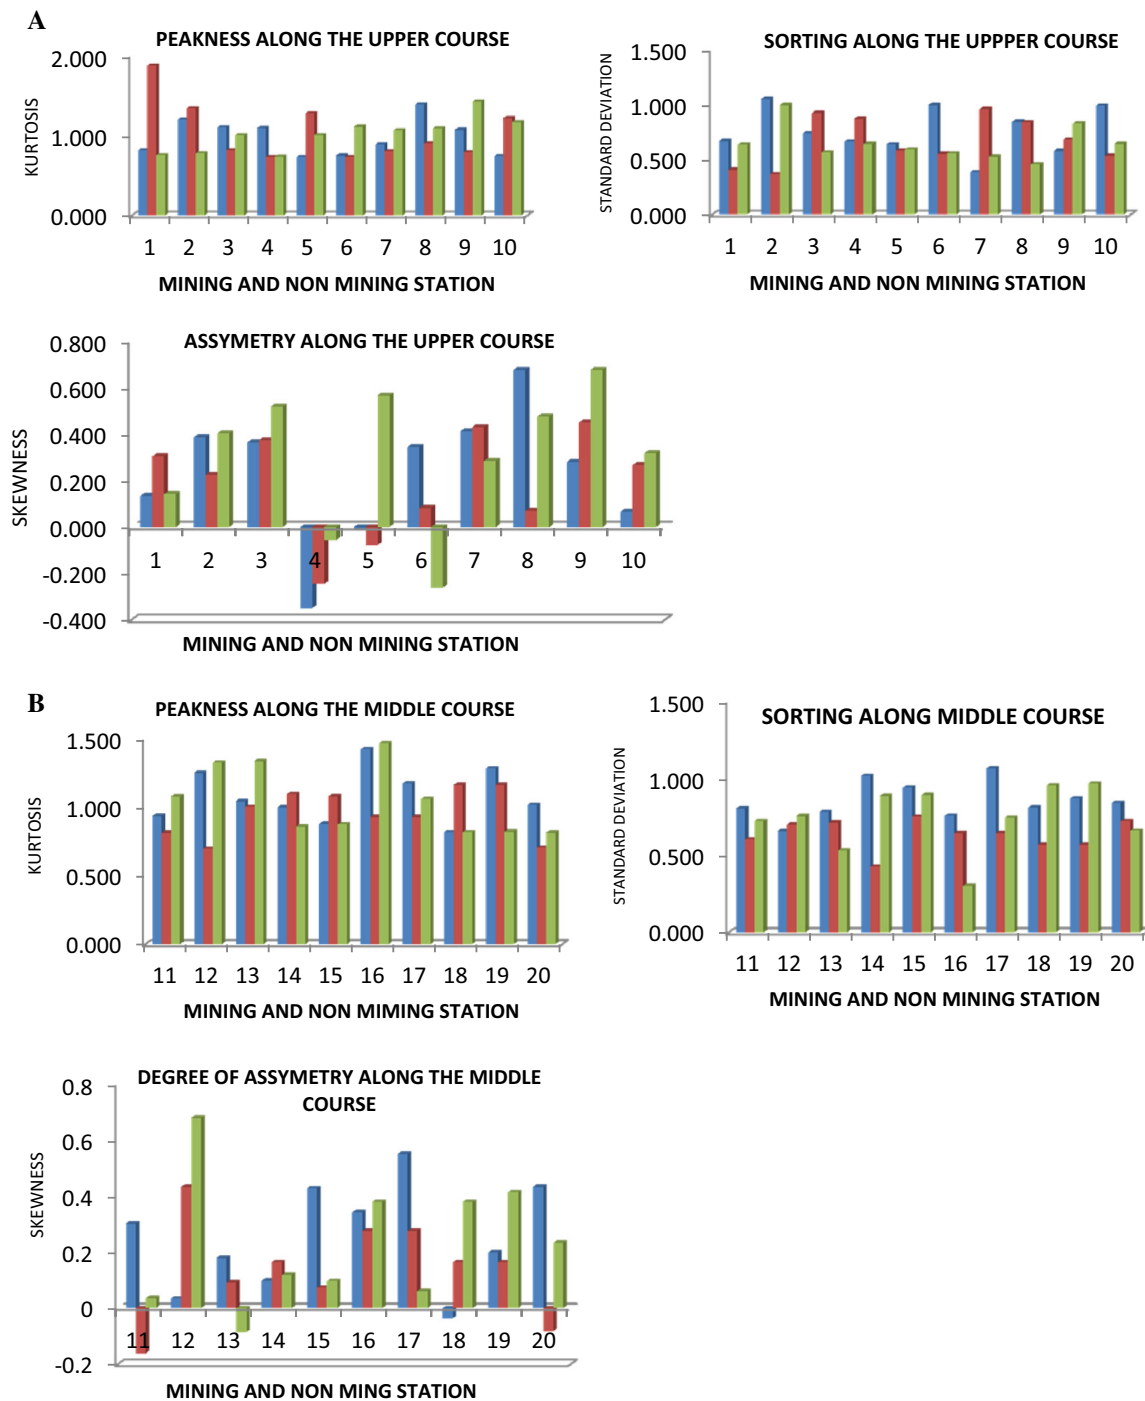 A
PEAKNESS ALONG THE UPPER COURSE
2.000
1.000
0.000
KURTOSIS
1 2 3 4 5 6 7 8 9 10
MINING AND NON MINING STATION
SORTING ALONG THE UPPPER COURSE
1.500
1.000
0.500
0.000
STANDARD DEVIATION
1 2 3 4 5 6 7 8 9 10
MINING AND NON MINING STATION
ASSYMETRY ALONG THE UPPER COURSE
0.800
0.600
0.400
0.200
0.000
-0.200
-0.400
SKEWNESS
1 2 3 4 5 6 7 8 9 10
MINING AND NON MINING STATION
B
PEAKNESS ALONG THE MIDDLE COURSE
1.500
1.000
0.500
0.000
KURTOSIS
11 12 13 14 15 16 17 18 19 20
MINING AND NON MIMING STATION
SORTING ALONG MIDDLE COURSE
1.500
1.000
0.500
0.000
STANDARD DEVIATION
11 12 13 14 15 16 17 18 19 20
MINING AND NON MINING STATION
DEGREE OF ASSYMETRY ALONG THE MIDDLE
COURSE
0.8
0.6
0.4
0.2
0
-0.2
SKEWNESS
11 12 13 14 15 16 17 18 19 20
MINING AND NON MING STATION